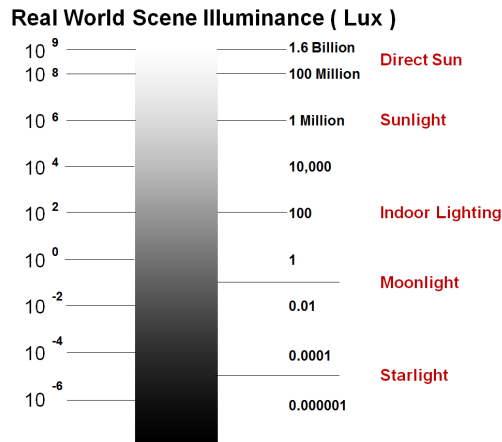 Real World Scene Illuminance ( Lux )
10 9 1.6 Billion
Direct Sun
10 8 100 Million
10 6 1 Million Sunlight
10 4 10,000
10 2 100 Indoor Lighting
10 0 1
Moonlight
10 -2 0.01
10 -4 0.0001
Starlight
10 -6 0.000001